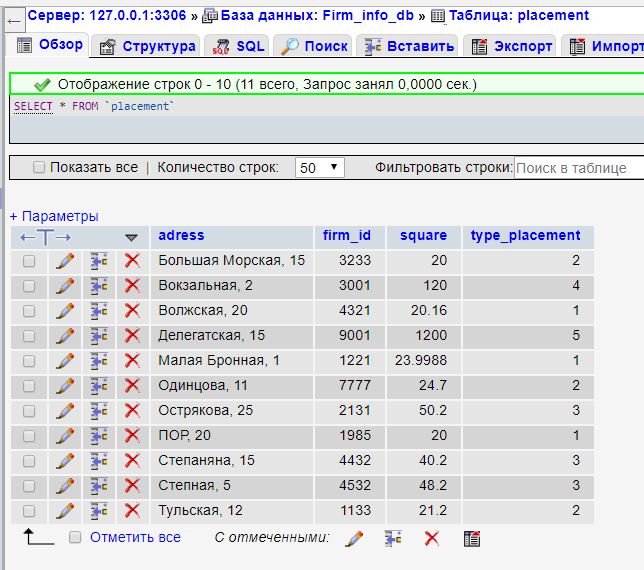 Сервер: 127.0.0.1:3306 » База данных: Firm_info_db » Таблица: placement
Обзор Структура SQL Поиск Вставить Экспорт Импорт
Отображение строк 0 - 10 (11 всего, Запрос занял 0,0000 сек.)
SELECT * FROM `placement`
Показать все | Количество строк: 50 Фильтровать строки: Поиск в таблице
+ Параметры
←T→ adress firm_id square type_placement
Большая Морская, 15 3233 20 2
Вокзальная, 2 3001 120 4
Волжская, 20 4321 20.16 1
Делегатская, 15 9001 1200 5
Малая Бронная, 1 1221 23.9988 1
Одинцова, 11 7777 24.7 2
Острякова, 25 2131 50.2 3
ПОР, 20 1985 20 1
Степаняна, 15 4432 40.2 3
Степная, 5 4532 48.2 3
Тульская, 12 1133 21.2 2
Отметить все С отмеченными: